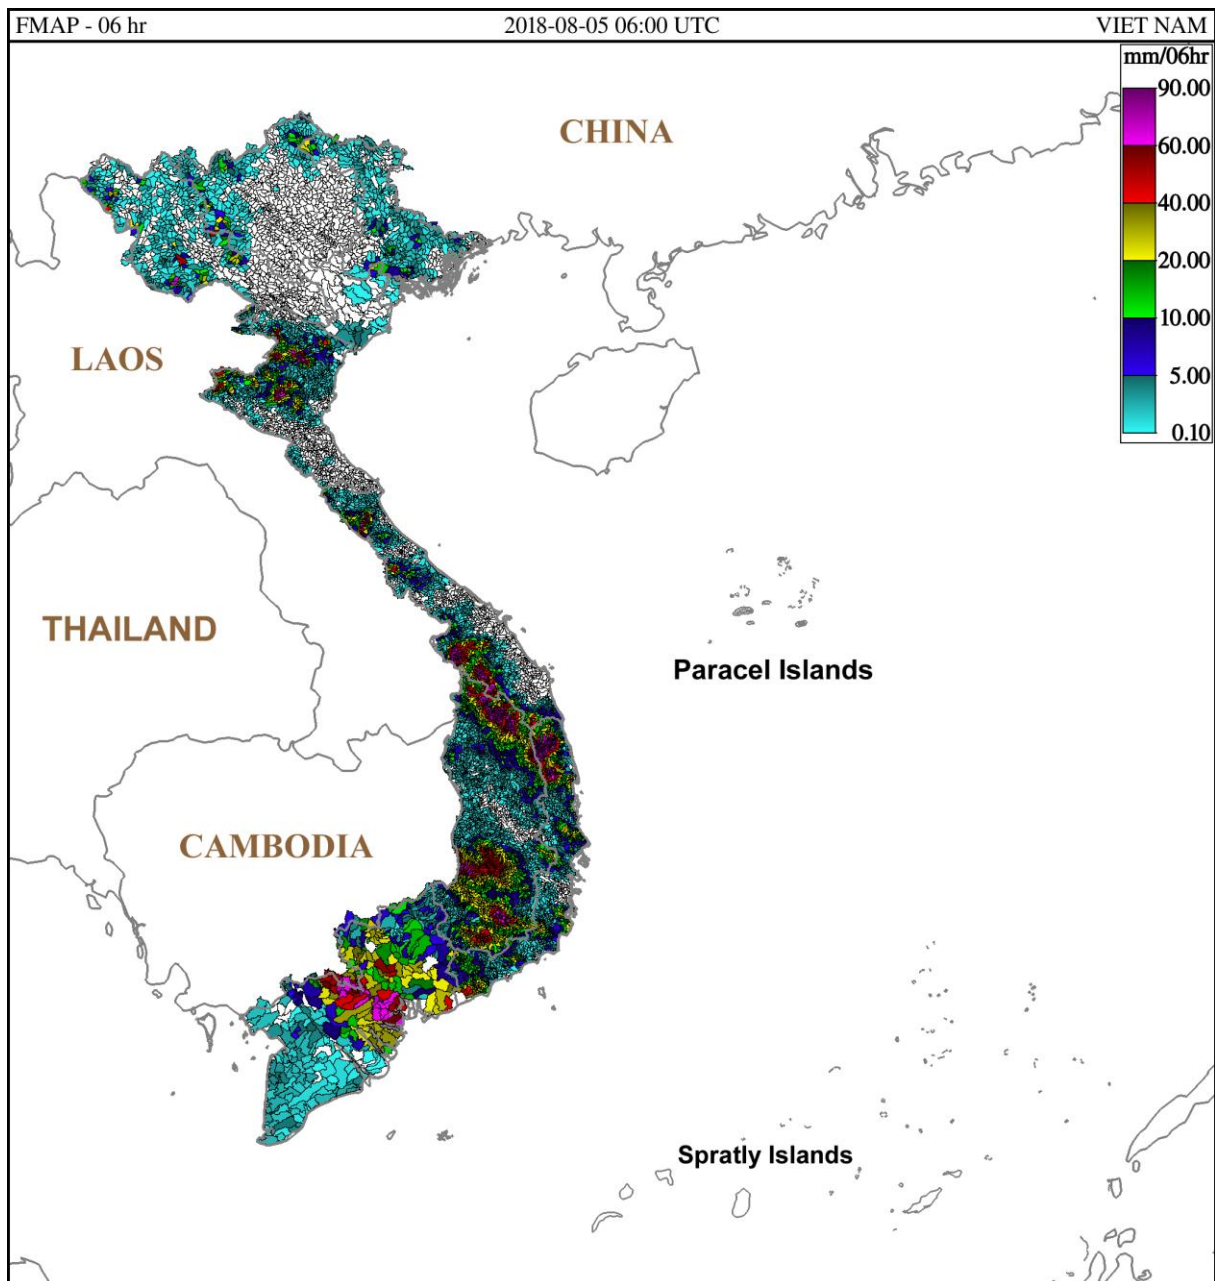 FMAP - 06 hr 2018-08-05 06:00 UTC VIET NAM
mm/06hr
90.00
60.00
40.00
20.00
10.00
5.00
0.10
CHINA
LAOS
THAILAND
Paracel Islands
CAMBODIA
Spratly Islands